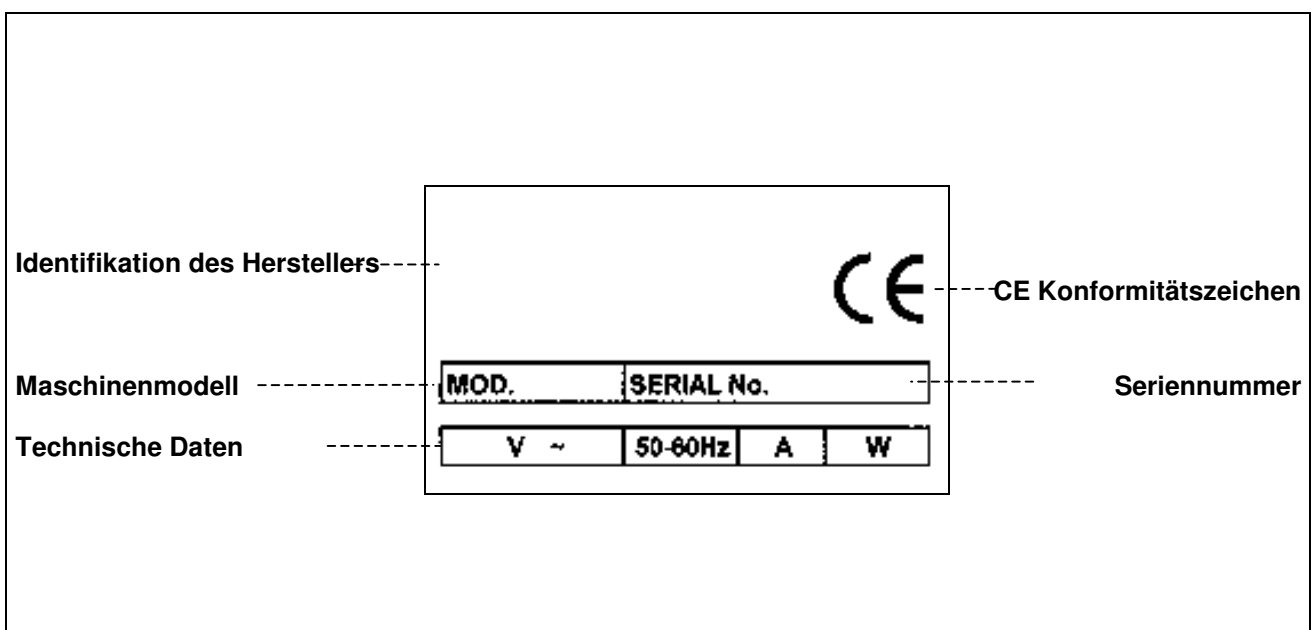 Identifikation des Herstellers
CE
CE Konformitätszeichen
Maschinenmodell
MOD.
SERIAL No.
Seriennummer
Technische Daten
V ~
50-60Hz
A
W